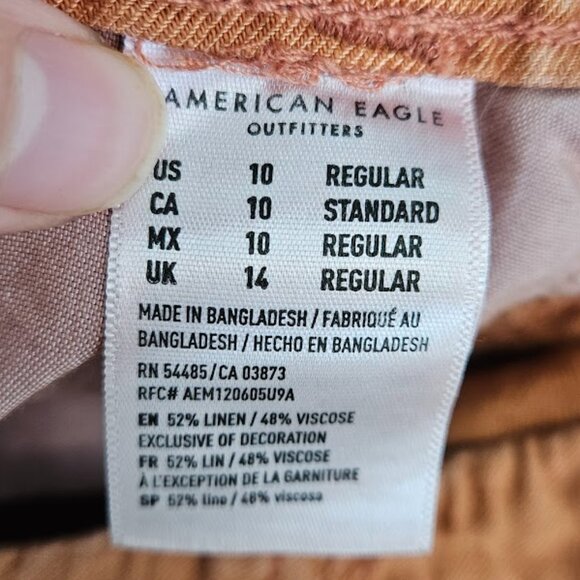 AMERICAN EAGLE
OUTFITTERS
US 10 REGULAR
CA 10 STANDARD
MX 10 REGULAR
UK 14 REGULAR
MADE IN BANGLADESH / FABRIQUÉ AU
BANGLADESH / HECHO EN BANGLADESH
RN 54485 / CA 03873
RFC# AEM120605U9A
EN 52% LINEN / 48% VISCOSE
EXCLUSIVE OF DECORATION
FR 52% LIN / 48% VISCOSE
À L'EXCEPTION DE LA GARNITURE
SP 52% lino / 48% viscosa